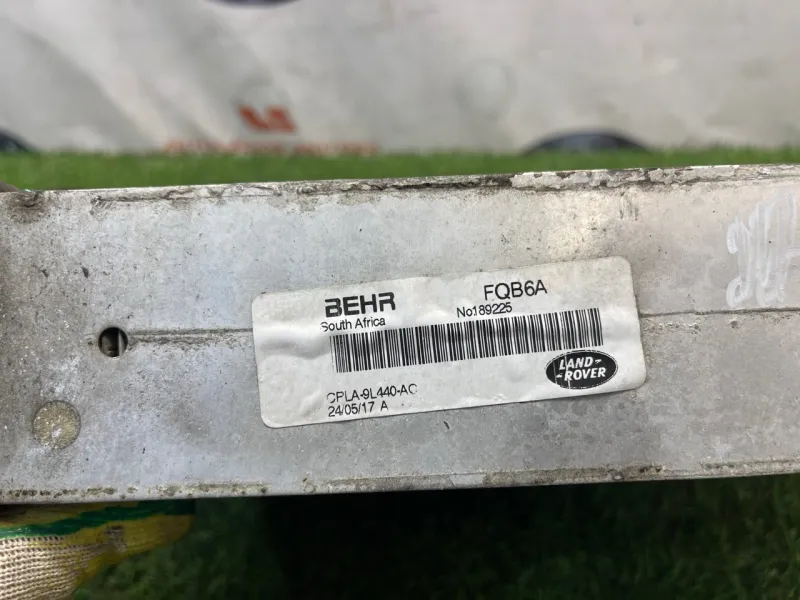 BEHR
South Africa
FQB6A
No189225
LAND-
-ROVER
CPLA-9L440-AC
24/05/17 A